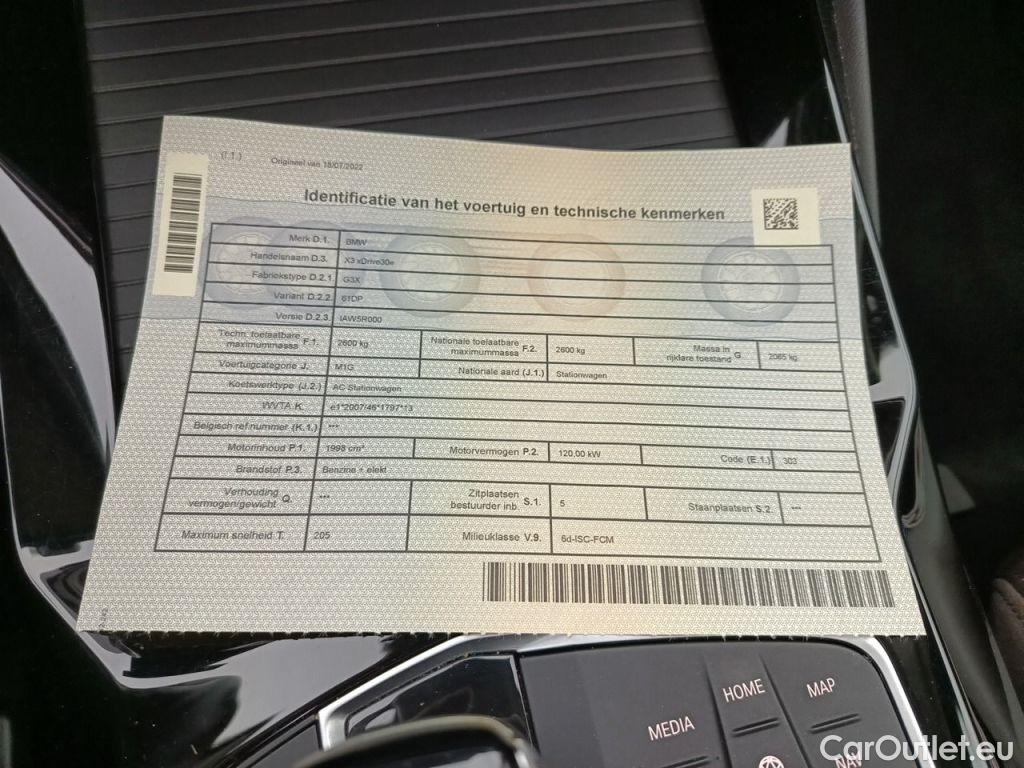 (I.1.) Origineel van 18/07/2022
Identificatie van het voertuig en technische kenmerken
Merk D.1. BMW
Handelsnaam D.3. X3 xDrive30e
Fabriekstype D.2.1 G3X
Variant D.2.2. 61DP
Versie D.2.3. IAW5R000
Techn. toelaatbare maximummassa F.1. 2600 kg Nationale toelaatbare maximummassa F.2. 2600 kg Massa in rijklare toestand G 2065 kg
Voertuigcategorie J. M1G Nationale aard (J.1.) Stationwagen
Koetswerktype (J.2.) AC Stationwagen
WVTA K. e1*2007/46*1797*13
Belgisch ref.nummer (K.1.) ***
Motorinhoud P.1. 1998 cm³ Motorvermogen P.2. 120,00 kW Code (E.1.) 303
Brandstof P.3. Benzine + elekt
Verhouding vermogen/gewicht Q. *** Zitplaatsen bestuurder inb. S.1. 5 Staanplaatsen S.2. ***
Maximum snelheid T. 205 Milieuklasse V.9. 6d-ISC-FCM
MEDIA HOME MAP
NAV
CarOutlet.eu